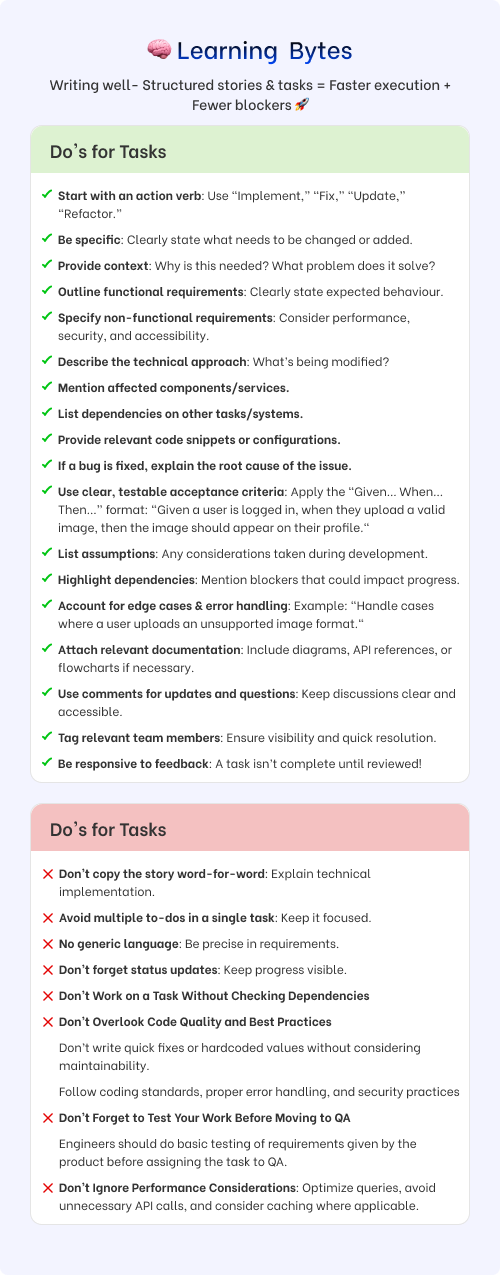 🧠 Learning Bytes
Writing well- Structured stories & tasks = Faster execution +
Fewer blockers 🚀
Do's for Tasks
Start with an action verb: Use “Implement,” “Fix,” “Update,”
“Refactor.”
Be specific: Clearly state what needs to be changed or added.
Provide context: Why is this needed? What problem does it solve?
Outline functional requirements: Clearly state expected behaviour.
Specify non-functional requirements: Consider performance,
security, and accessibility.
Describe the technical approach: What's being modified?
Mention affected components/services.
List dependencies on other tasks/systems.
Provide relevant code snippets or configurations.
If a bug is fixed, explain the root cause of the issue.
Use clear, testable acceptance criteria: Apply the “Given... When...
Then...” format: “Given a user is logged in, when they upload a valid
image, then the image should appear on their profile.“
List assumptions: Any considerations taken during development.
Highlight dependencies: Mention blockers that could impact progress.
Account for edge cases & error handling: Example: “Handle cases
where a user uploads an unsupported image format.“
Attach relevant documentation: Include diagrams, API references, or
flowcharts if necessary.
Use comments for updates and questions: Keep discussions clear and
accessible.
Tag relevant team members: Ensure visibility and quick resolution.
Be responsive to feedback: A task isn't complete until reviewed!
Do's for Tasks
Don't copy the story word-for-word: Explain technical
implementation.
Avoid multiple to-dos in a single task: Keep it focused.
No generic language: Be precise in requirements.
Don't forget status updates: Keep progress visible.
Don't Work on a Task Without Checking Dependencies
Don't Overlook Code Quality and Best Practices
Don't write quick fixes or hardcoded values without considering
maintainability.
Follow coding standards, proper error handling, and security practices
Don't Forget to Test Your Work Before Moving to QA
Engineers should do basic testing of requirements given by the
product before assigning the task to QA.
Don't Ignore Performance Considerations: Optimize queries, avoid
unnecessary API calls, and consider caching where applicable.